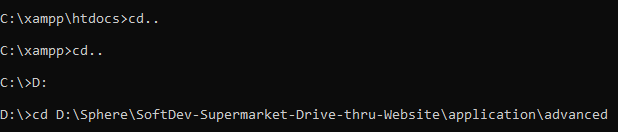 C:\xampp\htdocs>cd..
C:\xampp>cd..
C:\>D:
D:\>cd D:\Sphere\SoftDev-Supermarket-Drive-thru-Website\application\advanced